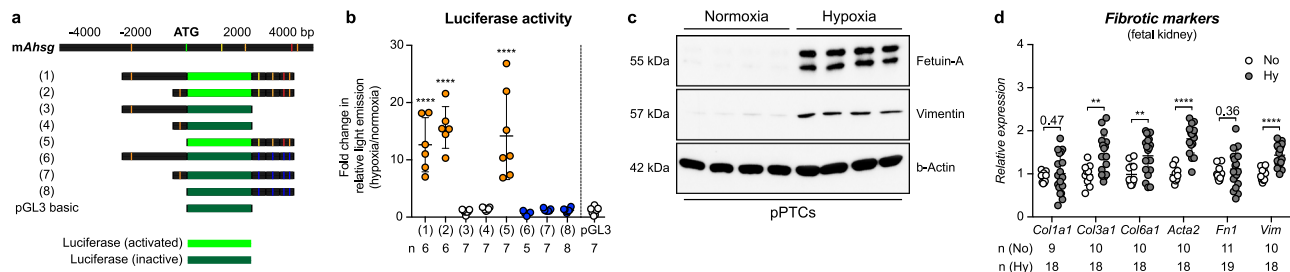 a
-4000 -2000 ATG 2000 4000 bp
mAhsg
(1)
(2)
(3)
(4)
(5)
(6)
(7)
(8)
pGL3 basic
Luciferase (activated)
Luciferase (inactive)
b
Luciferase activity
Fold change in
relative light emission
(hypoxia/normoxia)
30
20
10
0
**** **** ****
(1) (2) (3) (4) (5) (6) (7) (8) pGL3
n 6 6 7 7 7 5 7 8 7
c
Normoxia Hypoxia
55 kDa Fetuin-A
57 kDa Vimentin
42 kDa b-Actin
pPTCs
d
Fibrotic markers
(fetal kidney)
No
Hy
Relative expression
4
3
2
1
0
0.47 ** ** **** 0.36 ****
Col1a1 Col3a1 Col6a1 Acta2 Fn1 Vim
n (No) 9 10 10 10 11 10
n (Hy) 18 18 18 18 19 18